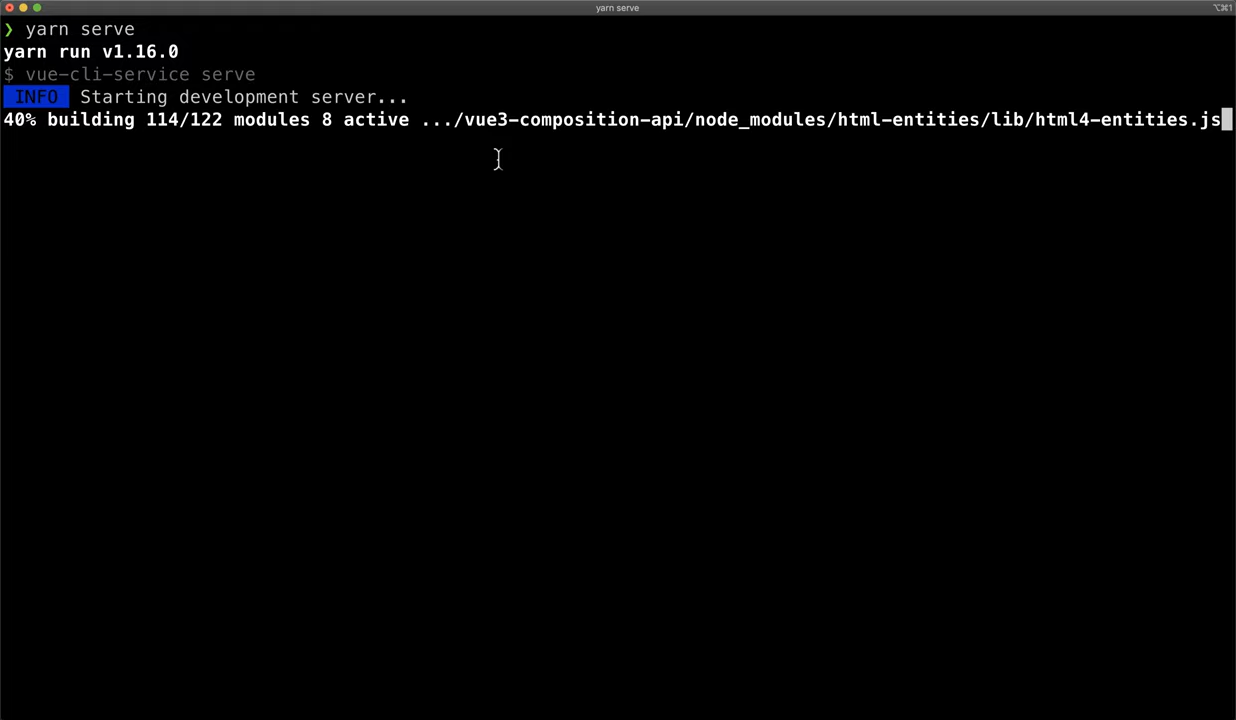 yarn serve
⌥⌘1
❯ yarn serve
yarn run v1.16.0
$ vue-cli-service serve
INFO Starting development server...
40% building 114/122 modules 8 active .../vue3-composition-api/node_modules/html-entities/lib/html4-entities.js